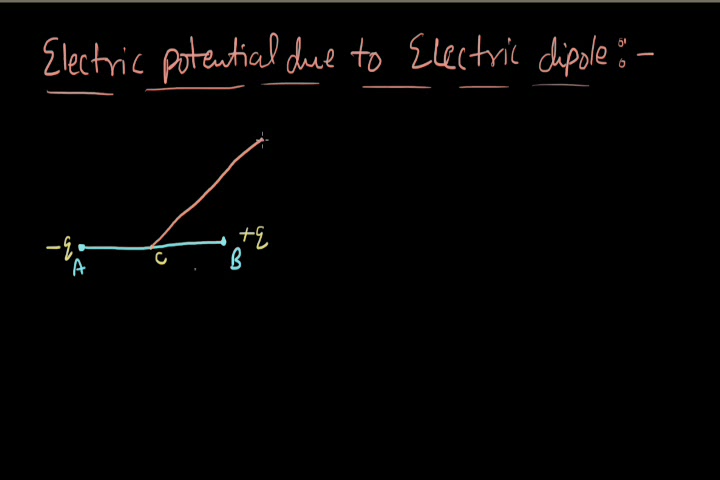 Electric potential due to Electric dipole:-
-q
A
C
B
+q